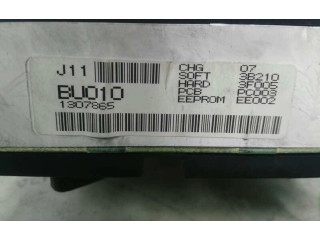 J11
BU010
1307865
CHG 07
SOFT 3B210
HARD 3F005
PCB PC003
EEPROM EE002